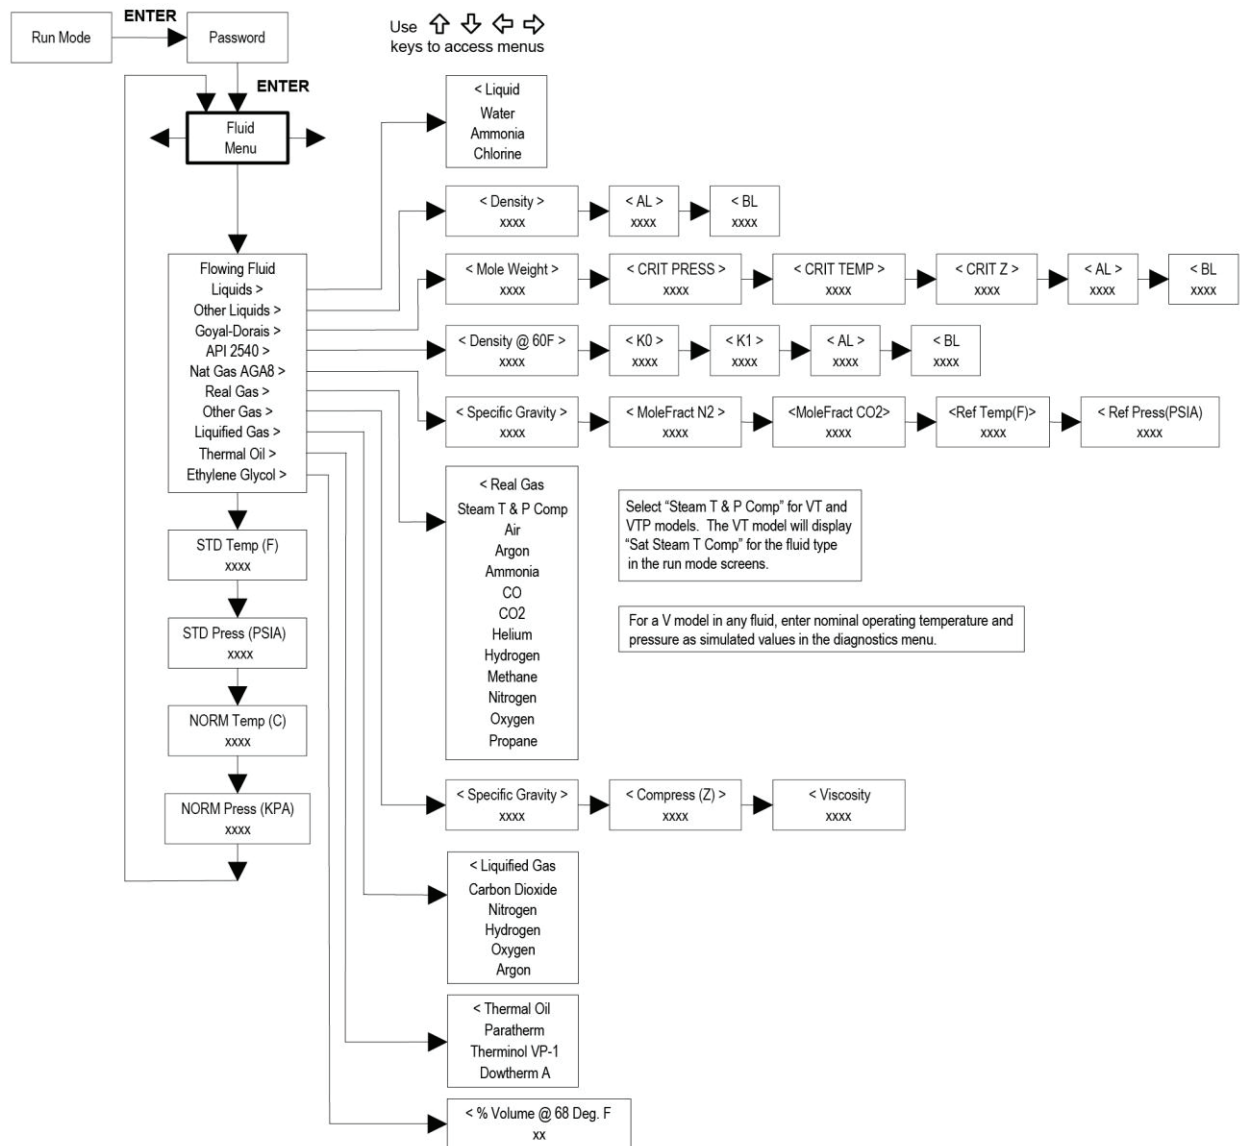 ENTER
Run Mode
Password
Use
keys to access menus
ENTER
Fluid
Menu
< Liquid
Water
Ammonia
Chlorine
< Density >
xxxx
< AL >
xxxx
< BL
xxxx
Flowing Fluid
Liquids >
Other Liquids >
Goyal-Dorais >
API 2540 >
Nat Gas AGA8 >
Real Gas >
Other Gas >
Liquified Gas >
Thermal Oil >
Ethylene Glycol >
< Mole Weight >
xxxx
< CRIT PRESS >
xxxx
< CRIT TEMP >
xxxx
< CRIT Z >
xxxx
< AL >
xxxx
< BL
xxxx
< Density @ 60F >
xxxx
< K0 >
xxxx
< K1 >
xxxx
< AL >
xxxx
< BL
xxxx
< Specific Gravity >
xxxx
< MoleFract N2 >
xxxx
<MoleFract CO2>
xxxx
<Ref Temp(F)>
xxxx
< Ref Press(PSIA)
xxxx
< Real Gas
Steam T & P Comp
Air
Argon
Ammonia
CO
CO2
Helium
Hydrogen
Methane
Nitrogen
Oxygen
Propane
Select “Steam T & P Comp” for VT and
VTP models. The VT model will display
“Sat Steam T Comp” for the fluid type
in the run mode screens.
For a V model in any fluid, enter nominal operating temperature and
pressure as simulated values in the diagnostics menu.
STD Temp (F)
xxxx
STD Press (PSIA)
xxxx
NORM Temp (C)
xxxx
NORM Press (KPA)
xxxx
< Specific Gravity >
xxxx
< Compress (Z) >
xxxx
< Viscosity
xxxx
< Liquified Gas
Carbon Dioxide
Nitrogen
Hydrogen
Oxygen
Argon
< Thermal Oil
Paratherm
Therminol VP-1
Dowtherm A
< % Volume @ 68 Deg. F
xx